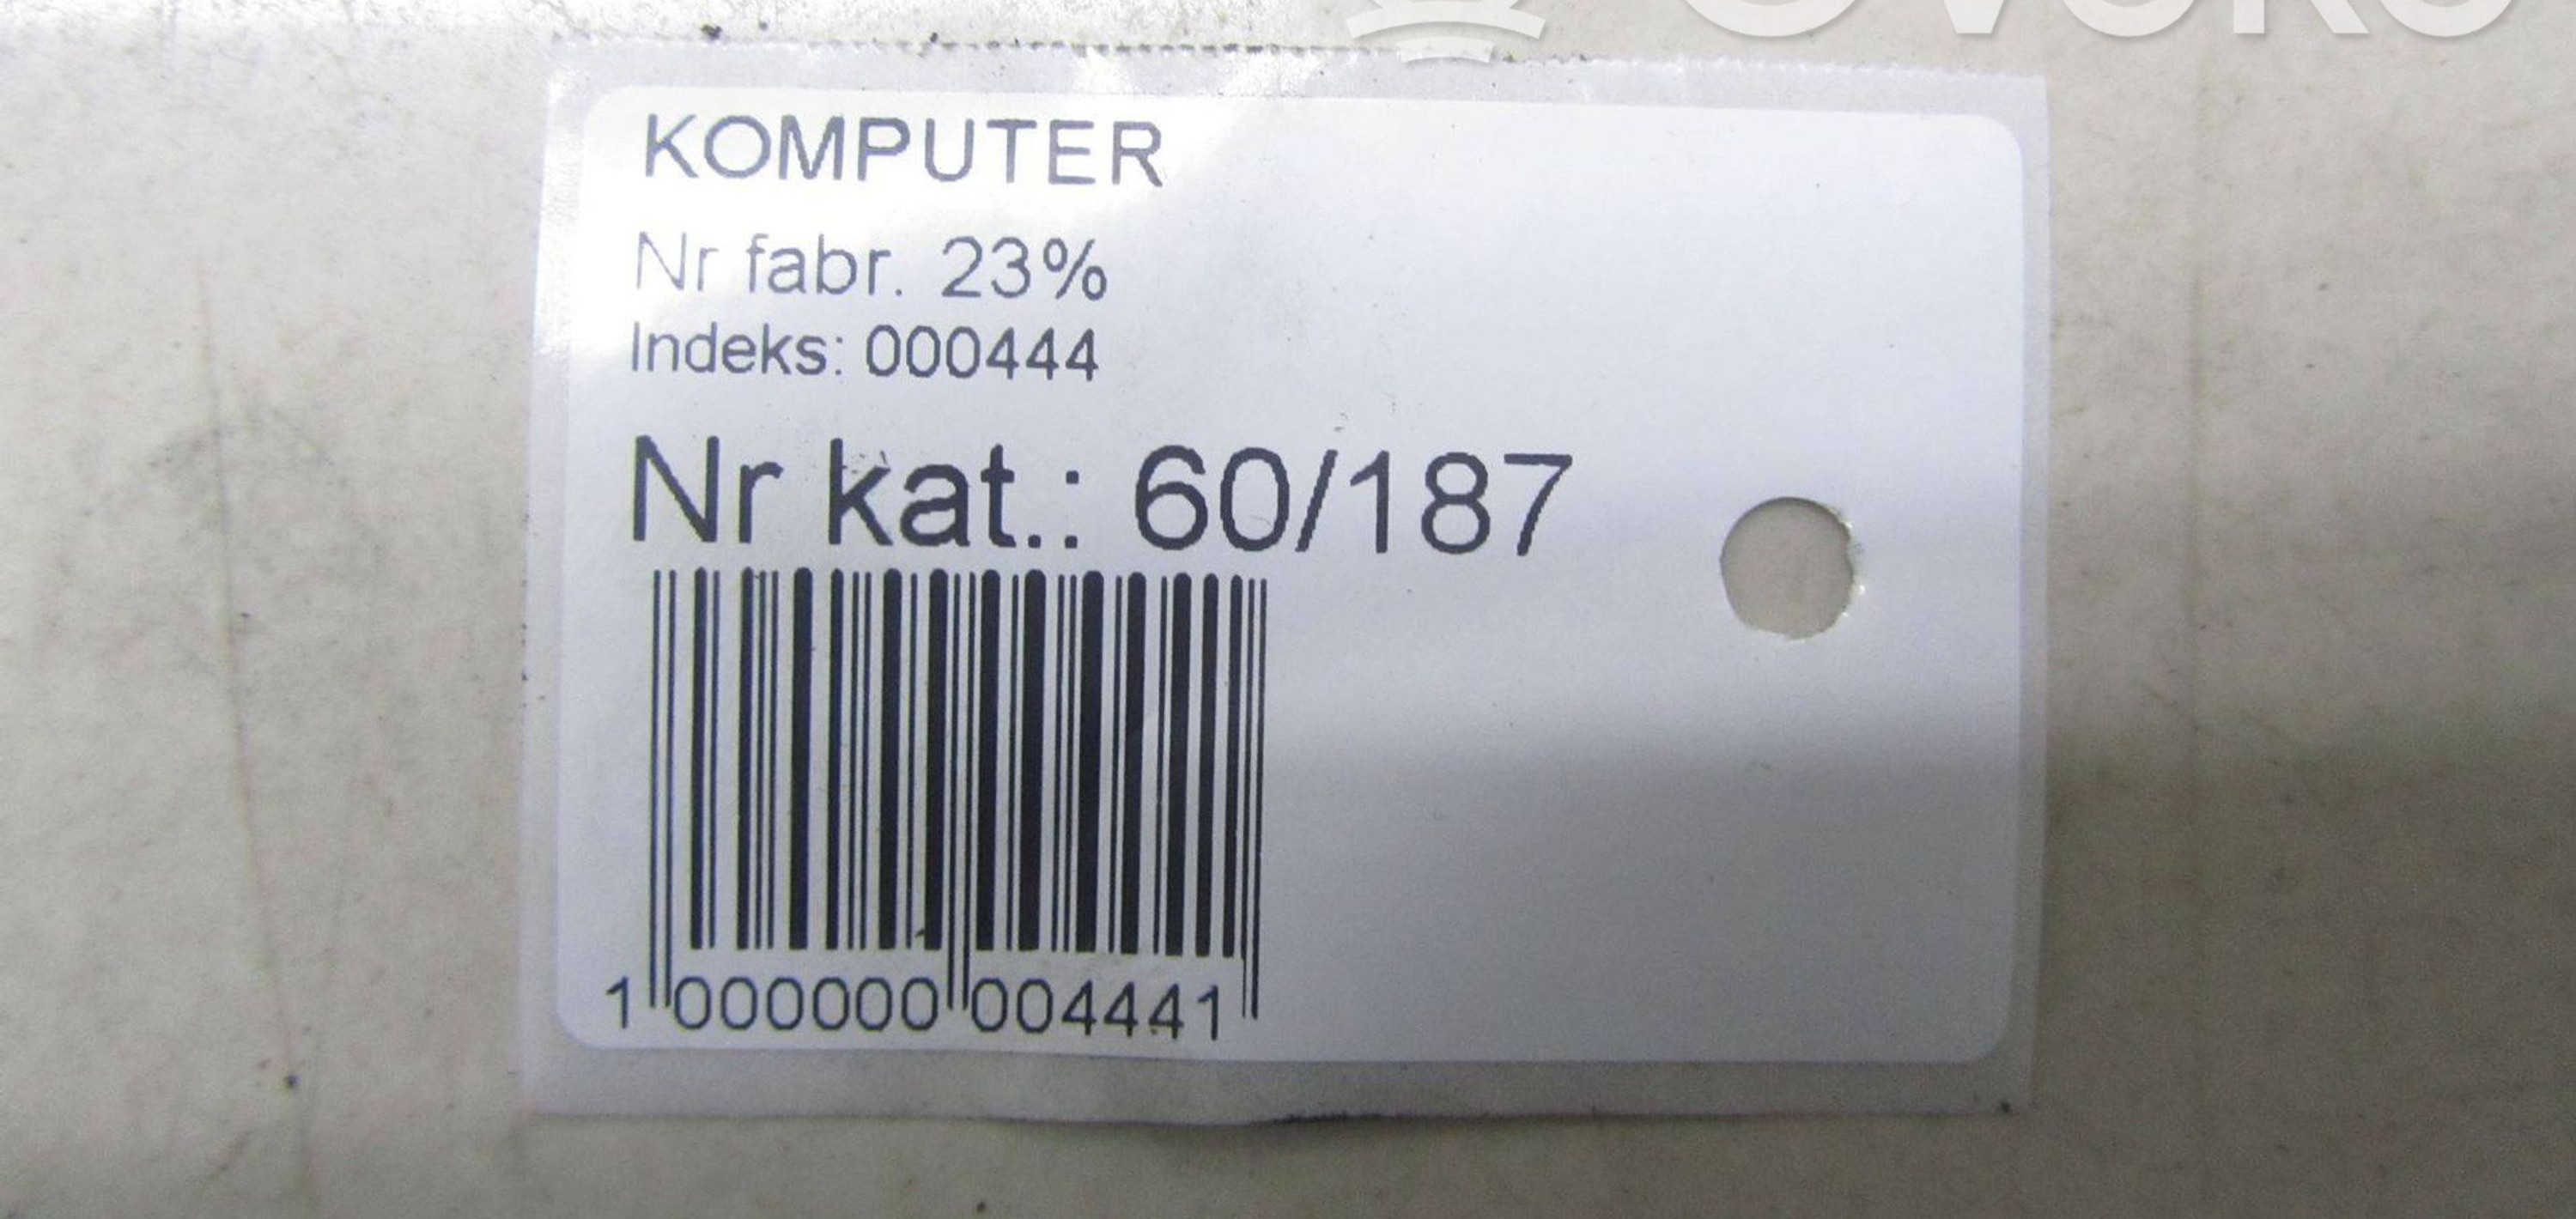 KOMPUTER
Nr fabr. 23%
Indeks: 000444
Nr kat.: 60/187
1 000000 004441